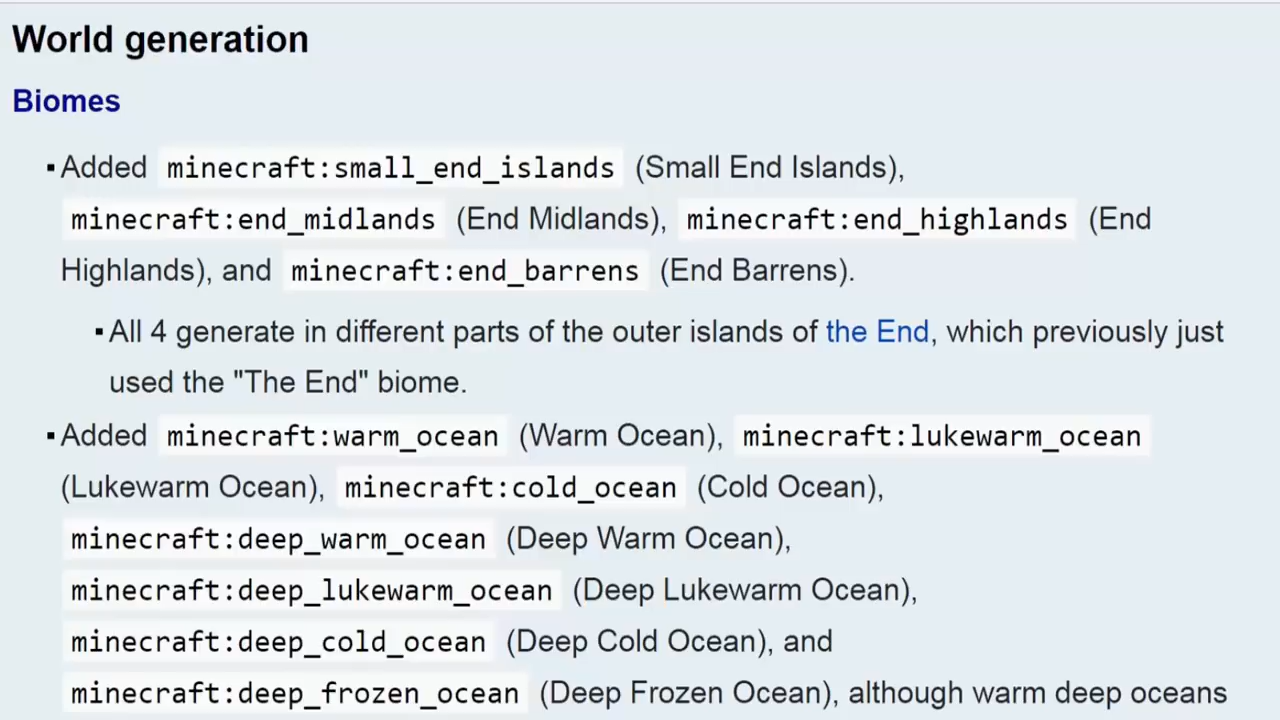 World generation
Biomes
▪ Added minecraft:small_end_islands (Small End Islands),
minecraft:end_midlands (End Midlands), minecraft:end_highlands (End
Highlands), and minecraft:end_barrens (End Barrens).
▪ All 4 generate in different parts of the outer islands of the End, which previously just
used the "The End" biome.
▪ Added minecraft:warm_ocean (Warm Ocean), minecraft:lukewarm_ocean
(Lukewarm Ocean), minecraft:cold_ocean (Cold Ocean),
minecraft:deep_warm_ocean (Deep Warm Ocean),
minecraft:deep_lukewarm_ocean (Deep Lukewarm Ocean),
minecraft:deep_cold_ocean (Deep Cold Ocean), and
minecraft:deep_frozen_ocean (Deep Frozen Ocean), although warm deep oceans